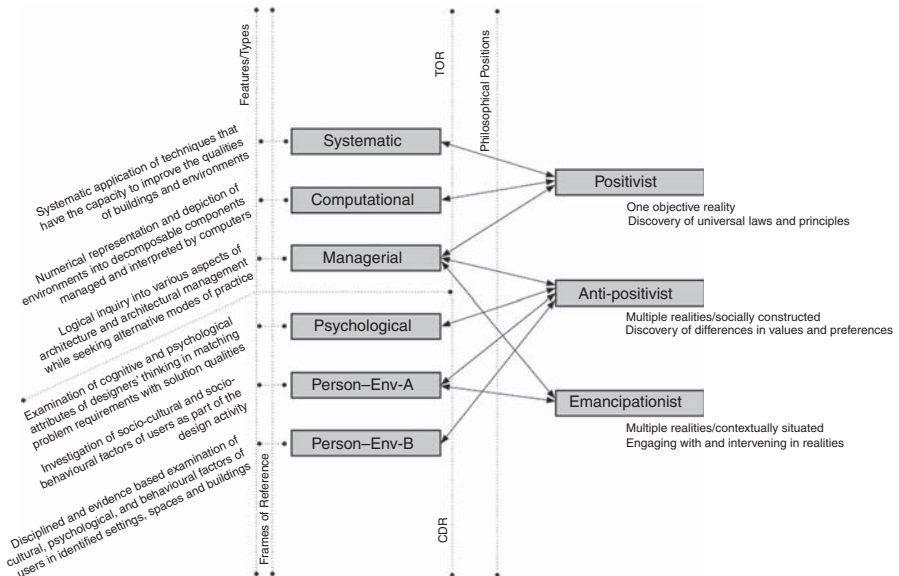 Features/Types
TOR
Philosophical Positions
Systematic application of techniques that
have the capacity to improve the qualities
of buildings and environments
Systematic
Positivist
One objective reality
Discovery of universal laws and principles
Numerical representation and depiction of
environments into decomposable components
managed and interpreted by computers
Computational
Logical inquiry into various aspects of
architecture and architectural management
while seeking alternative modes of practice
Managerial
Anti-positivist
Multiple realities/socially constructed
Discovery of differences in values and preferences
Examination of cognitive and psychological
attributes of designers' thinking in matching
problem requirements with solution qualities
Psychological
Investigation of socio-cultural and socio-
behavioural factors of users as part of the
design activity
Person–Env-A
Emancipationist
Multiple realities/contextually situated
Engaging with and intervening in realities
Disciplined and evidence based examination of
cultural, psychological, and behavioural factors of
users in identified settings, spaces and buildings
Person–Env-B
Frames of Reference
CDR